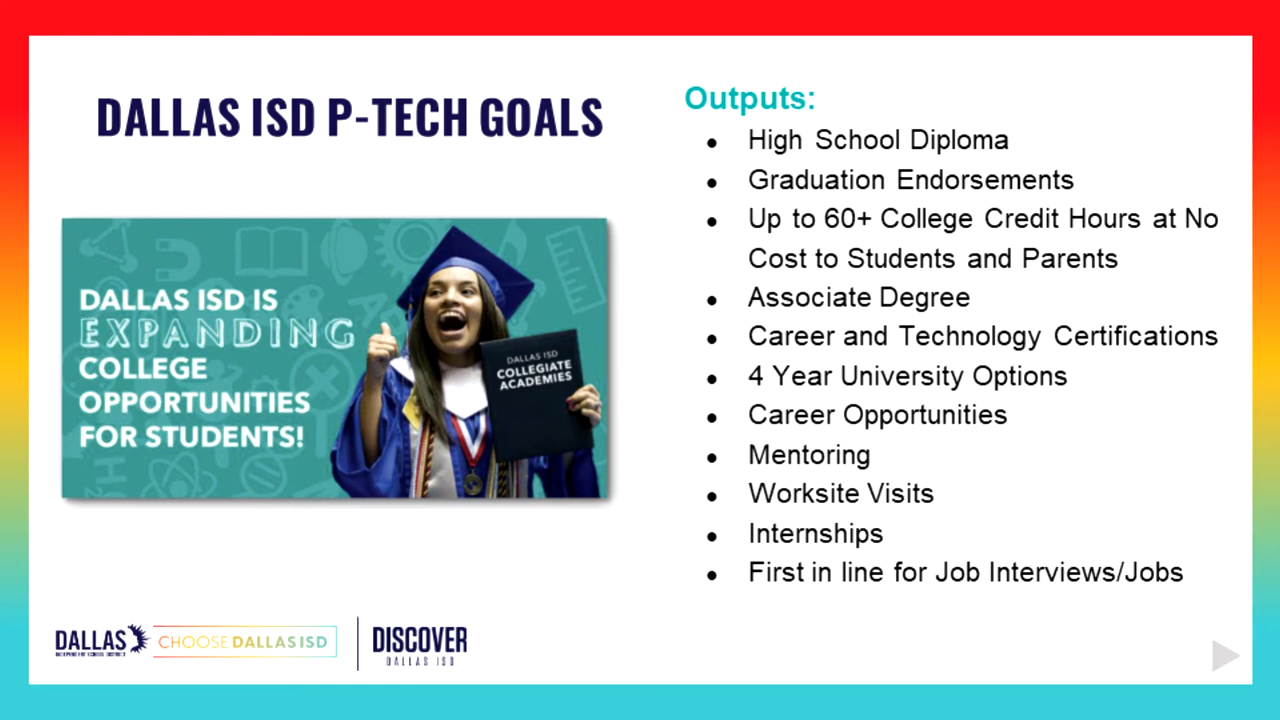 DALLAS ISD P-TECH GOALS
DALLAS ISD IS
EXPANDING
COLLEGE
OPPORTUNITIES
FOR STUDENTS!
DALLAS ISD
COLLEGIATE
ACADEMIES
Outputs:
● High School Diploma
● Graduation Endorsements
● Up to 60+ College Credit Hours at No
Cost to Students and Parents
● Associate Degree
● Career and Technology Certifications
● 4 Year University Options
● Career Opportunities
● Mentoring
● Worksite Visits
● Internships
● First in line for Job Interviews/Jobs
DALLAS
INDEPENDENT SCHOOL DISTRICT
CHOOSE DALLAS ISD
DISCOVER
DALLAS ISD